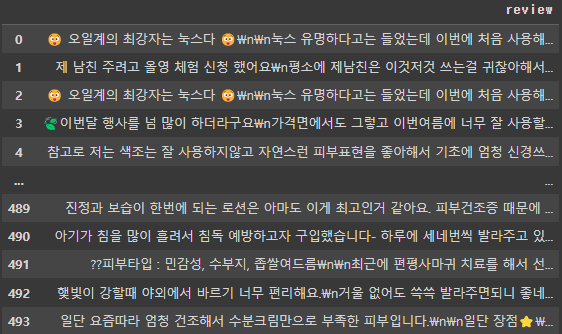 review
0 😳 오일계의 최강자는 눅스다 😳₩n₩n눅스 유명하다고는 들었는데 이번에 처음 사용해...
1 제 남친 주려고 올영 체험 신청 했어요₩n평소에 제남친은 이것저것 쓰는걸 귀찮아해서...
2 😳 오일계의 최강자는 눅스다 😳₩n₩n눅스 유명하다고는 들었는데 이번에 처음 사용해...
3 이번달 행사를 넘 많이 하더라구요₩n가격면에서도 그렇고 이번여름에 너무 잘 사용할...
4 참고로 저는 색조는 잘 사용하지않고 자연스런 피부표현을 좋아해서 기초에 엄청 신경쓰...
... ...
489 진정과 보습이 한번에 되는 로션은 아마도 이게 최고인거 같아요. 피부건조증 때문에 ...
490 아기가 침을 많이 흘려서 침독 예방하고자 구입했습니다- 하루에 세네번씩 발라주고 있...
491 ??피부타입 : 민감성, 수부지, 좁쌀여드름₩n₩n최근에 편평사마귀 치료를 해서 선...
492 햇빛이 강할때 야외에서 바르기 너무 편리해요.₩n거울 없어도 쓱쓱 발라주면되니 좋네...
493 일단 요즘따라 엄청 건조해서 수분크림만으로 부족한 피부입니다.₩n₩n일단 장점⭐₩...